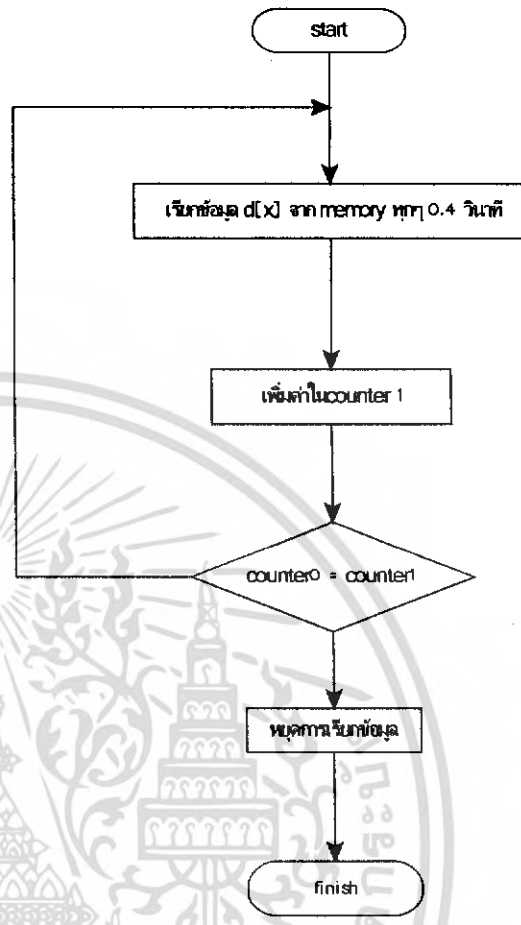 start
เรียกข้อมูล d[x] จาก memory ทุกๆ 0.4 วินาที
เพิ่มค่าในcounter 1
counter0 = counter1
หยุดการเรียกข้อมูล
finish